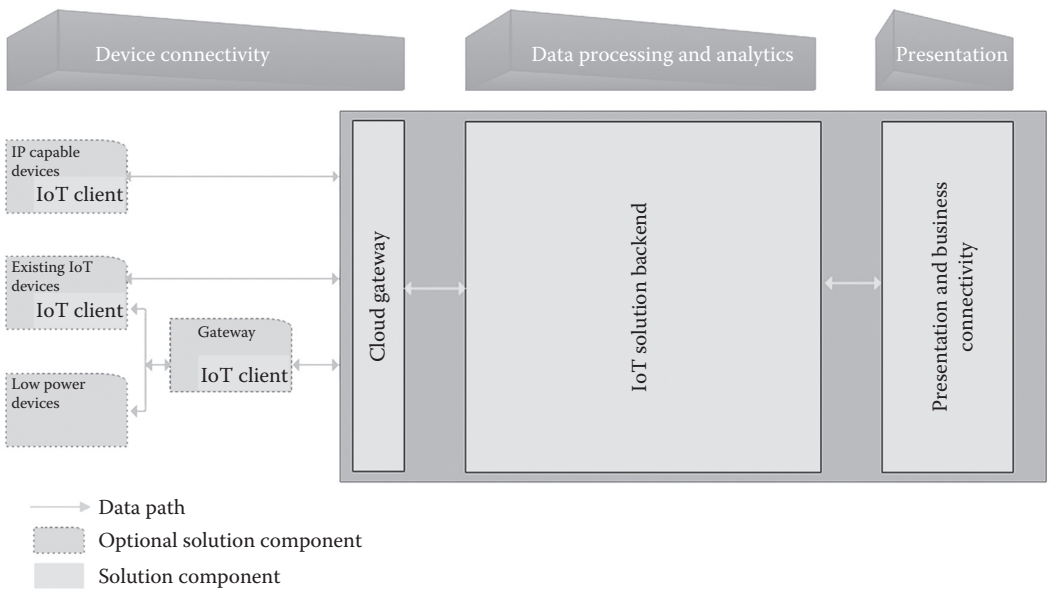 Device connectivity
Data processing and analytics
Presentation
IP capable
devices
IoT client
Existing IoT
devices
IoT client
Gateway
IoT client
Low power
devices
Cloud gateway
IoT solution backend
Presentation and business
connectivity
Data path
Optional solution component
Solution component